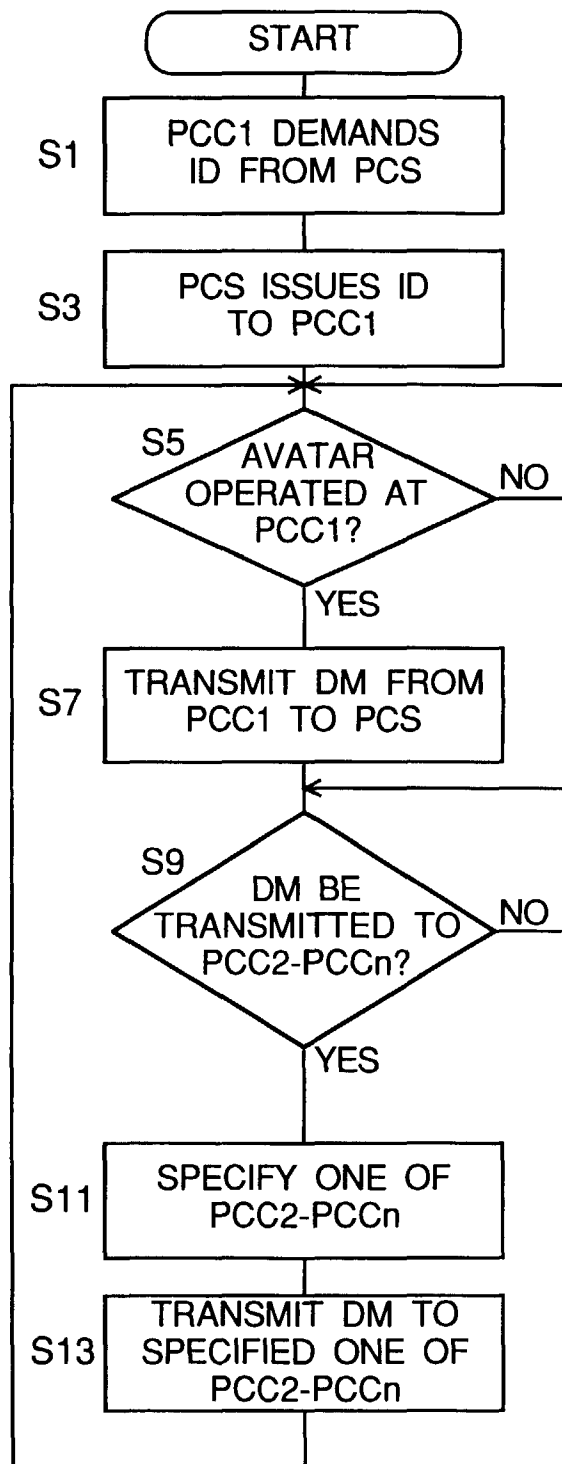 START
S1
PCC1 DEMANDS
ID FROM PCS
S3
PCS ISSUES ID
TO PCC1
S5
AVATAR
OPERATED AT
PCC1?
NO
YES
S7
TRANSMIT DM FROM
PCC1 TO PCS
S9
DM BE
TRANSMITTED TO
PCC2-PCCn?
NO
YES
S11
SPECIFY ONE OF
PCC2-PCCn
S13
TRANSMIT DM TO
SPECIFIED ONE OF
PCC2-PCCn